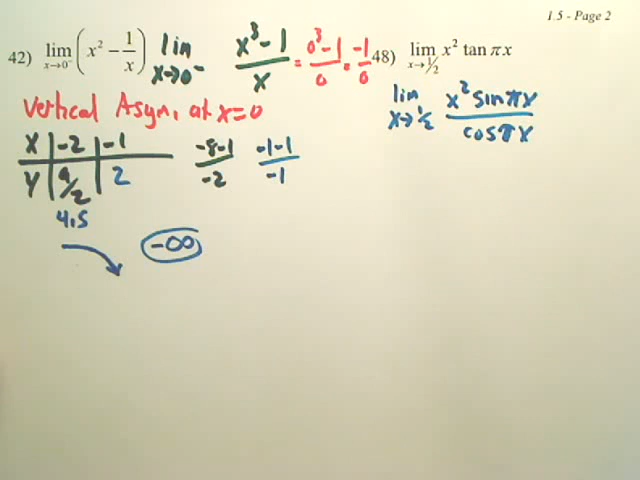 1.5 - Page 2
42) lim x→0⁻ (x² − 1/x) lim x→0⁻ x³−1/x = 0³−1/0 = −1/0
Vertical Asym. at x=0
X | −2 | −1
Y | 9/2 | 2
4.5
−8−1/−2 −1−1/−1
−∞
48) lim x→1/2 x² tan πx
lim x→1/2 x² sin πx / cos πx